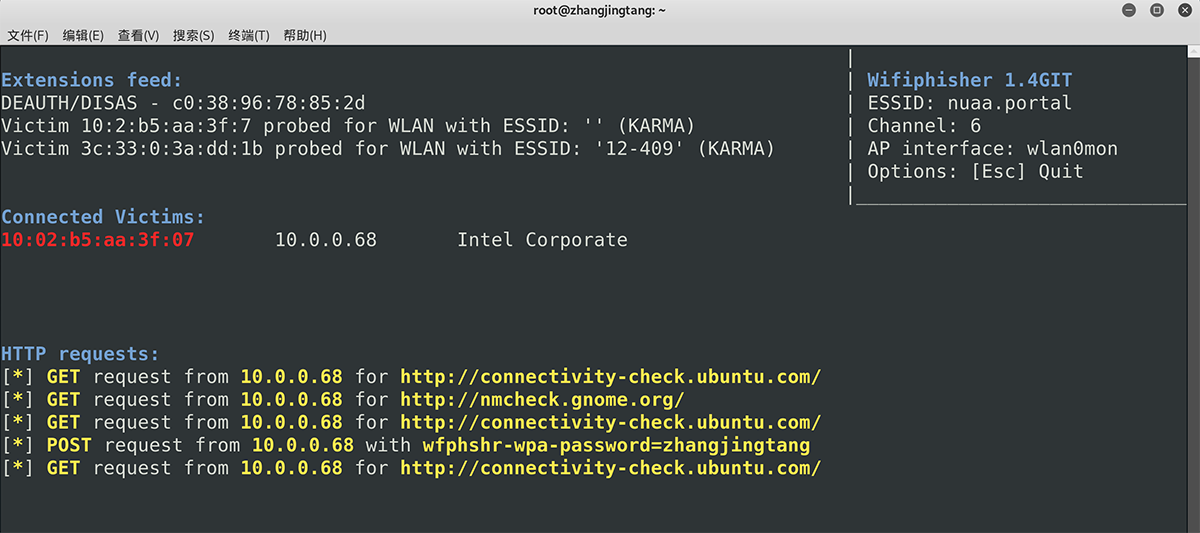 root@zhangjingtang: ~
文件(F) 编辑(E) 查看(V) 搜索(S) 终端(T) 帮助(H)
Extensions feed:
DEAUTH/DISAS - c0:38:96:78:85:2d
Victim 10:2:b5:aa:3f:7 probed for WLAN with ESSID: '' (KARMA)
Victim 3c:33:0:3a:dd:1b probed for WLAN with ESSID: '12-409' (KARMA)
Wifiphisher 1.4GIT
ESSID: nuaa.portal
Channel: 6
AP interface: wlan0mon
Options: [Esc] Quit
Connected Victims:
10:02:b5:aa:3f:07 10.0.0.68 Intel Corporate
HTTP requests:
[*] GET request from 10.0.0.68 for http://connectivity-check.ubuntu.com/
[*] GET request from 10.0.0.68 for http://nmcheck.gnome.org/
[*] GET request from 10.0.0.68 for http://connectivity-check.ubuntu.com/
[*] POST request from 10.0.0.68 with wfphshr-wpa-password=zhangjingtang
[*] GET request from 10.0.0.68 for http://connectivity-check.ubuntu.com/